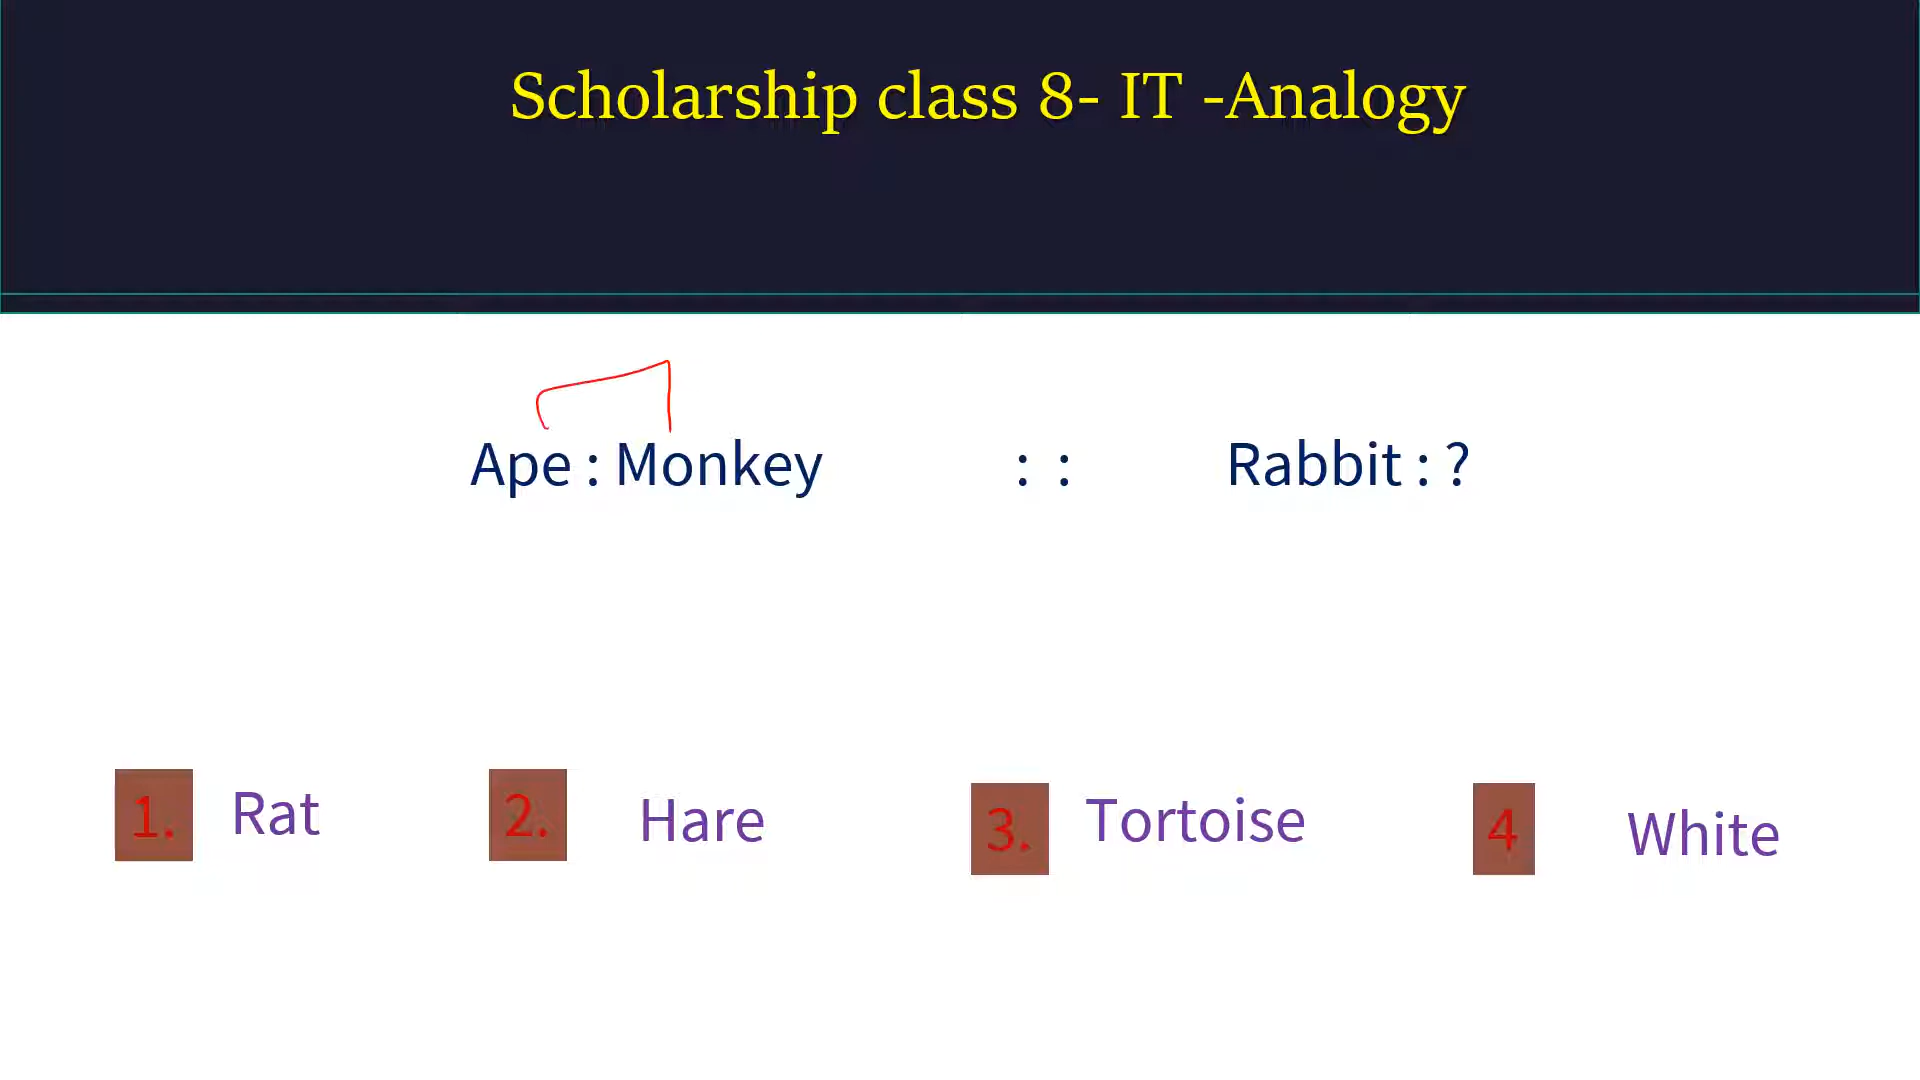 Scholarship class 8- IT -Analogy
Ape : Monkey : : Rabbit : ?
1. Rat 2. Hare 3. Tortoise 4 White